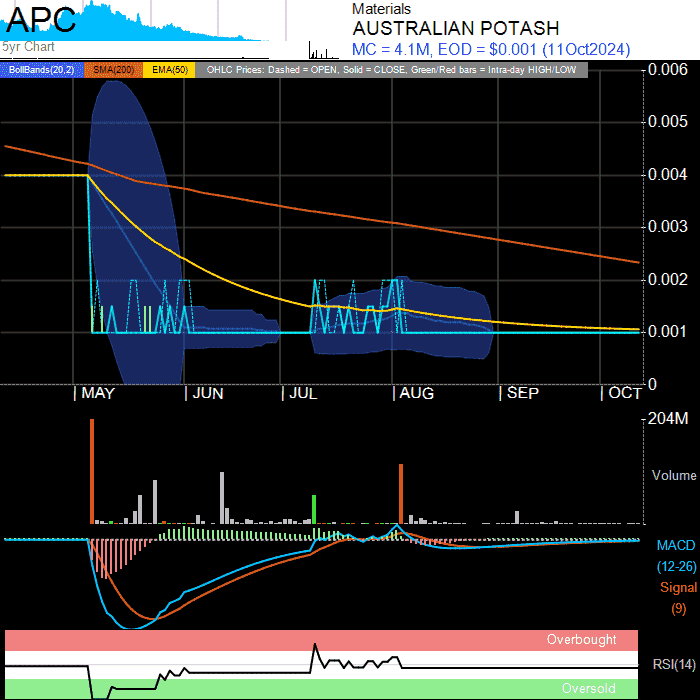 APC
5yr Chart
Materials
AUSTRALIAN POTASH
MC = 4.1M, EOD = $0.001 (11Oct2024)
BollBands(20,2) SMA(200) EMA(50) OHLC Prices: Dashed = OPEN, Solid = CLOSE, Green/Red bars = Intra-day HIGH/LOW
0.006
0.005
0.004
0.003
0.002
0.001
0
MAY JUN JUL AUG SEP OCT
204M
Volume
MACD
(12-26)
Signal
(9)
Overbought
RSI(14)
Oversold